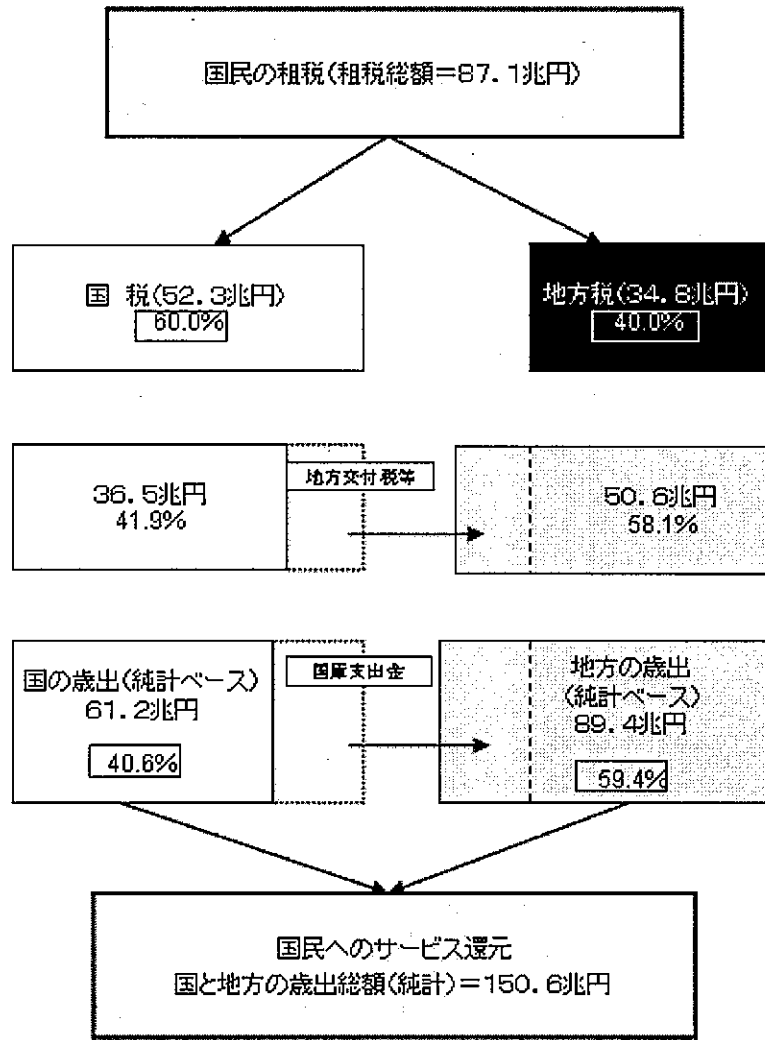 国民の租税(租税総額＝87.1兆円)
国 税(52.3兆円)
60.0%
地方税(34.8兆円)
40.0%
36.5兆円
41.9%
地方交付税等
50.6兆円
58.1%
国の歳出(純計ベース)
61.2兆円
40.6%
国庫支出金
地方の歳出
(純計ベース)
89.4兆円
59.4%
国民へのサービス還元
国と地方の歳出総額(純計)＝150.6兆円